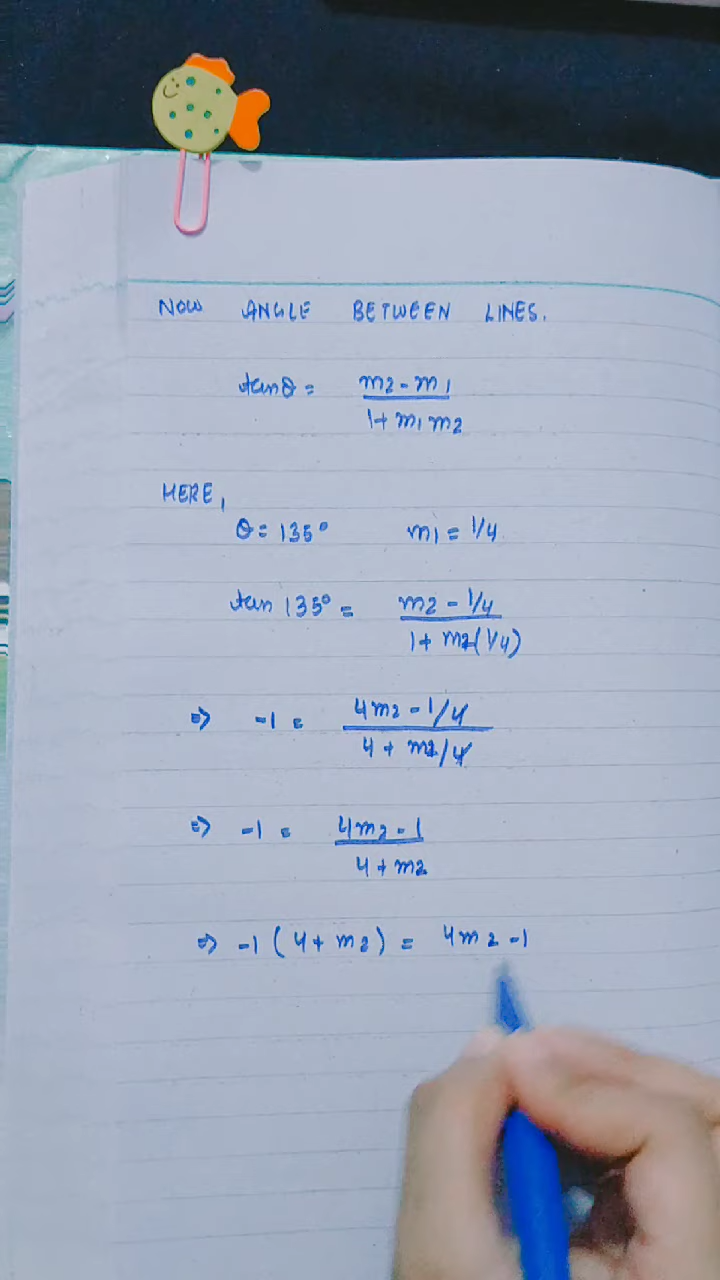 NOW ANGLE BETWEEN LINES.
tanθ = m2 - m1 / 1 + m1 m2
HERE,
θ = 135° m1 = 1/4
tan 135° = m2 - 1/4 / 1 + m2(1/4)
⇒ -1 = 4m2 - 1/4 / 4 + m2/4
⇒ -1 = 4m2 - 1 / 4 + m2
⇒ -1 (4 + m2) = 4m2 - 1